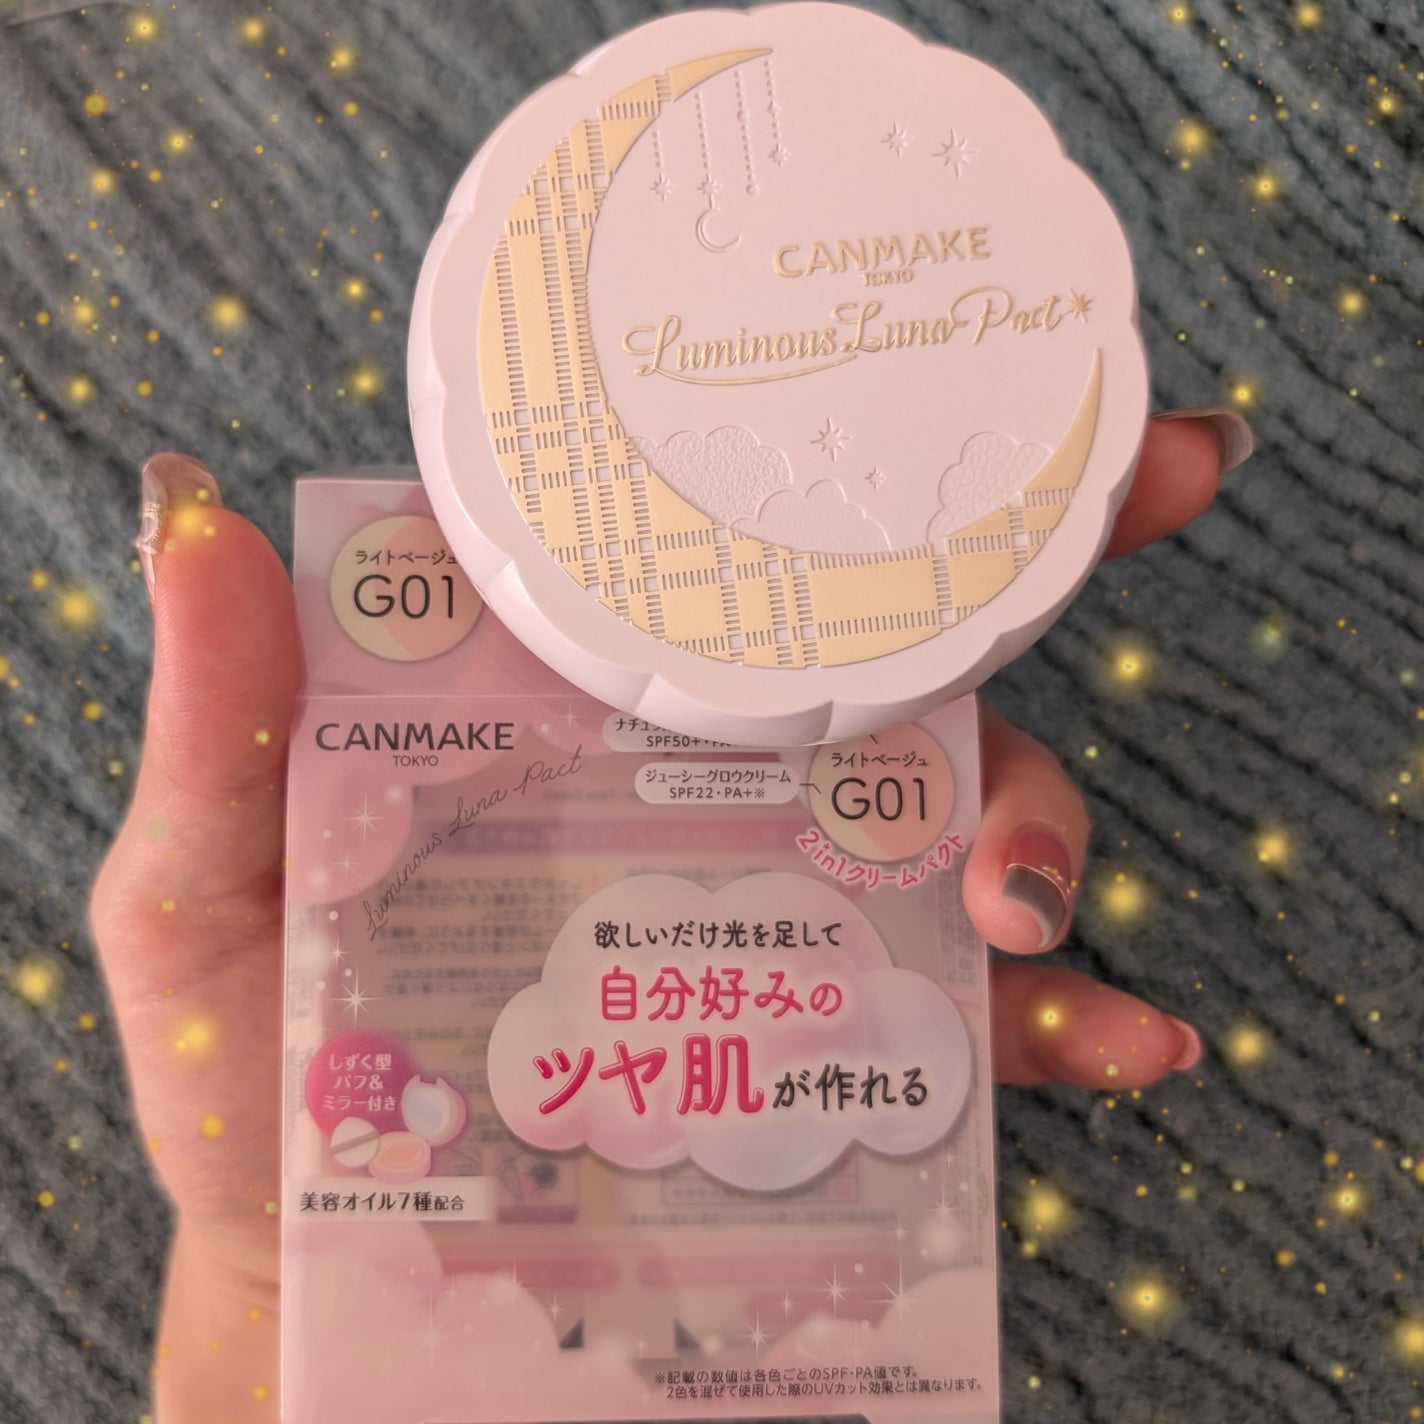 CANMAKE
TOKYO
Luminous Luna Pact
ライトベージュ
G01
CANMAKE
TOKYO
Luminous Luna Pact
SPF50+・PA
ジューシーグロウクリーム
SPF22・PA+※
ライトベージュ
G01
2in1クリームパクト
欲しいだけ光を足して
自分好みの
ツヤ肌が作れる
しずく型
パフ&
ミラー付き
美容オイル7種配合
※記載の数値は各色ごとのSPF・PA値です。
2色を混ぜて使用した際のUVカット効果とは異なります。